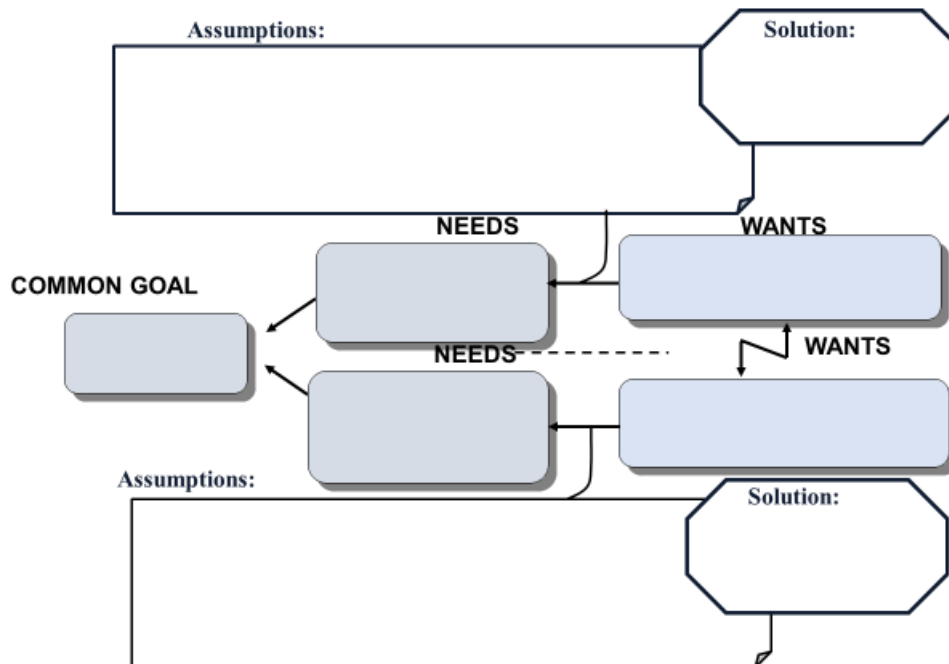 Assumptions:
Solution:
NEEDS
WANTS
COMMON GOAL
NEEDS
WANTS
Assumptions:
Solution: